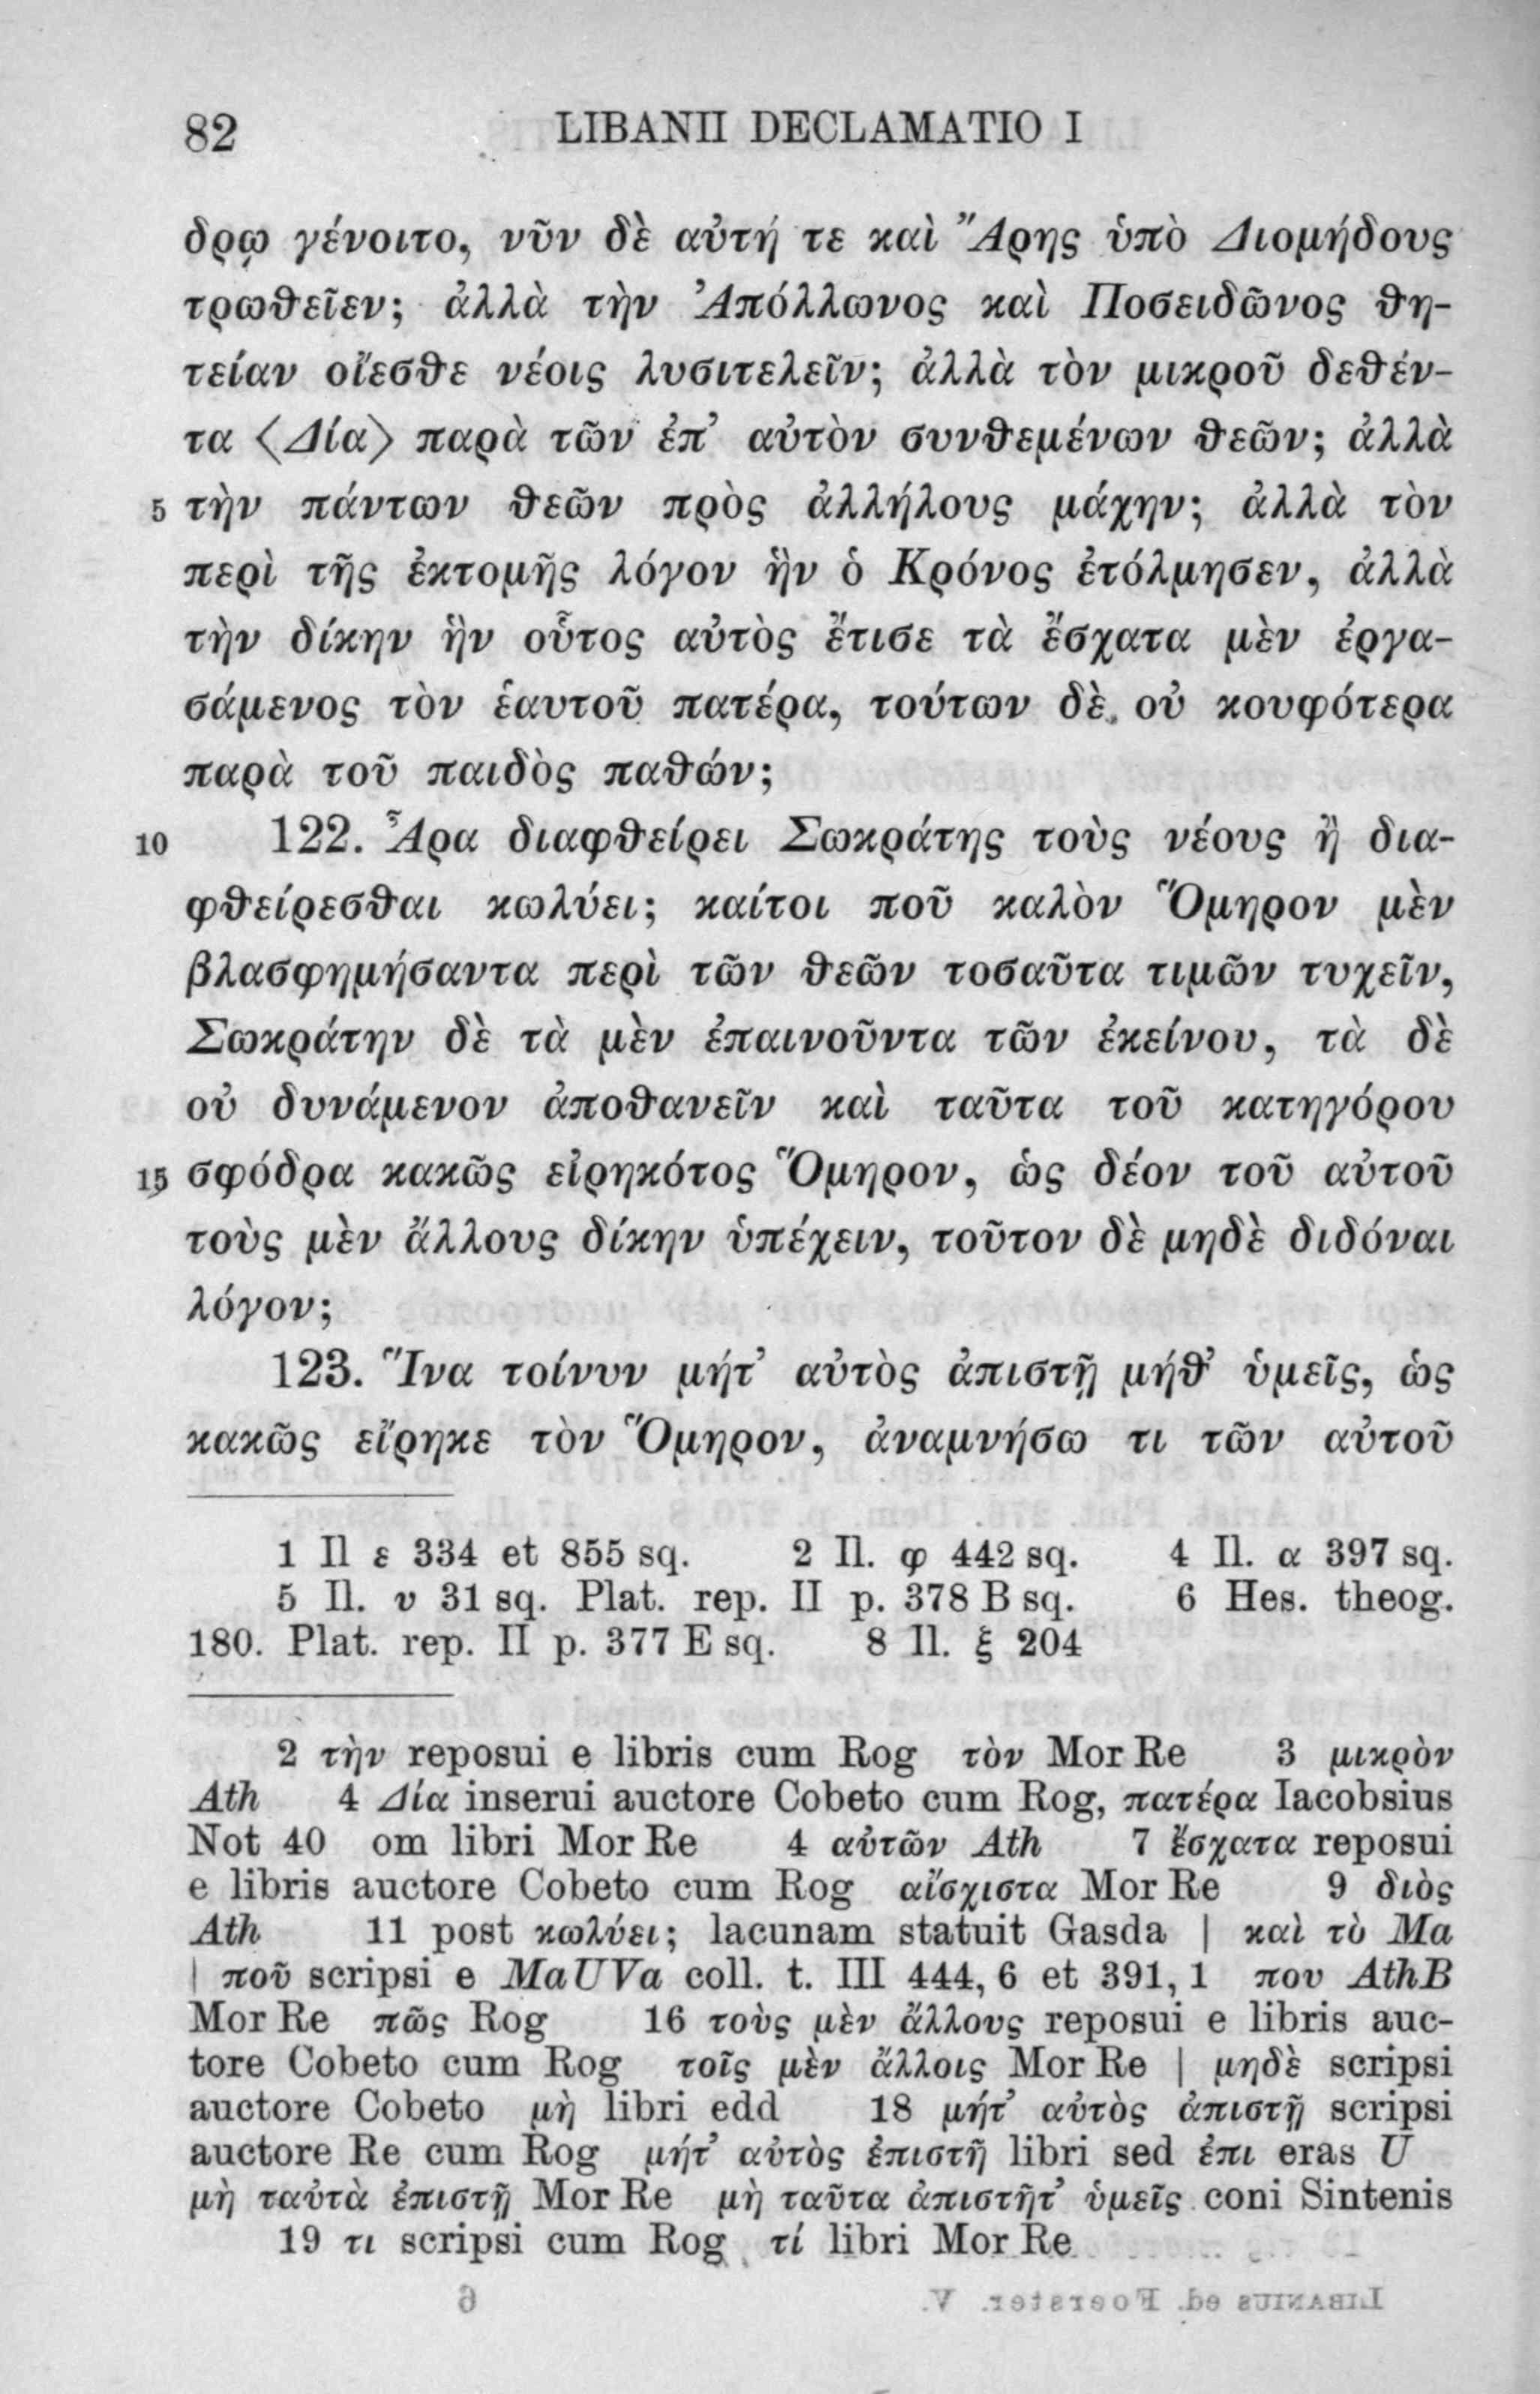 82 LIBANII DECLAMATIO I
δρῳ γένοιτο, νῦν δὲ αὐτή τε καὶ Ἄρης ὑπὸ Διομήδους
τρωθεῖεν; ἀλλὰ τὴν Ἀπόλλωνος καὶ Ποσειδῶνος θη-
τείαν οἴεσθε νέοις λυσιτελεῖν; ἀλλὰ τὸν μικροῦ δεθέν-
τα ⟨Δία⟩ παρὰ τῶν ἐπ’ αὐτὸν συνθεμένων θεῶν; ἀλλὰ
5 τὴν πάντων θεῶν πρὸς ἀλλήλους μάχην; ἀλλὰ τὸν
περὶ τῆς ἐκτομῆς λόγον ἣν ὁ Κρόνος ἐτόλμησεν, ἀλλὰ
τὴν δίκην ἣν οὗτος αὐτὸς ἔτισε τὰ ἔσχατα μὲν ἐργα-
σάμενος τὸν ἑαυτοῦ πατέρα, τούτων δὲ οὐ κουφότερα
παρὰ τοῦ παιδὸς παθών;
10 122. Ἆρα διαφθείρει Σωκράτης τοὺς νέους ἢ δια-
φθείρεσθαι κωλύει; καίτοι ποῦ καλὸν Ὅμηρον μὲν
βλασφημήσαντα περὶ τῶν θεῶν τοσαῦτα τιμῶν τυχεῖν,
Σωκράτην δὲ τὰ μὲν ἐπαινοῦντα τῶν ἐκείνου, τὰ δὲ
οὐ δυνάμενον ἀποθανεῖν καὶ ταῦτα τοῦ κατηγόρου
15 σφόδρα κακῶς εἰρηκότος Ὅμηρον, ὡς δέον τοῦ αὐτοῦ
τοὺς μὲν ἄλλους δίκην ὑπέχειν, τοῦτον δὲ μηδὲ διδόναι
λόγον;
123. Ἵνα τοίνυν μήτ’ αὐτὸς ἀπιστῇ μήθ’ ὑμεῖς, ὡς
κακῶς εἴρηκε τὸν Ὅμηρον, ἀναμνήσω τι τῶν αὐτοῦ
1 Il ε 334 et 855 sq. 2 Il. φ 442 sq. 4 Il. α 397 sq.
5 Il. υ 31 sq. Plat. rep. II p. 378 B sq. 6 Hes. theog.
180. Plat. rep. II p. 377 E sq. 8 Il. ξ 204
2 τὴν reposui e libris cum Rog τὸν Mor Re 3 μικρὸν
Ath 4 Δία inserui auctore Cobeto cum Rog, πατέρα Iacobsius
Not 40 om libri Mor Re 4 αὐτῶν Ath 7 ἔσχατα reposui
e libris auctore Cobeto cum Rog αἴσχιστα Mor Re 9 διὸς
Ath 11 post κωλύει; lacunam statuit Gasda | καὶ τὸ Ma
| ποῦ scripsi e MaUVa coll. t. III 444, 6 et 391, 1 που AthB
Mor Re πῶς Rog 16 τοὺς μὲν ἄλλους reposui e libris auc-
tore Cobeto cum Rog τοῖς μὲν ἄλλοις Mor Re | μηδὲ scripsi
auctore Cobeto μὴ libri edd 18 μήτ’ αὐτὸς ἀπιστῇ scripsi
auctore Re cum Rog μήτ’ αὐτὸς ἐπιστῆ libri sed ἐπι eras U
μὴ ταὐτὰ ἐπιστῇ Mor Re μὴ ταῦτα ἀπιστῆτ’ ὑμεῖς coni Sintenis
19 τι scripsi cum Rog τί libri Mor Re